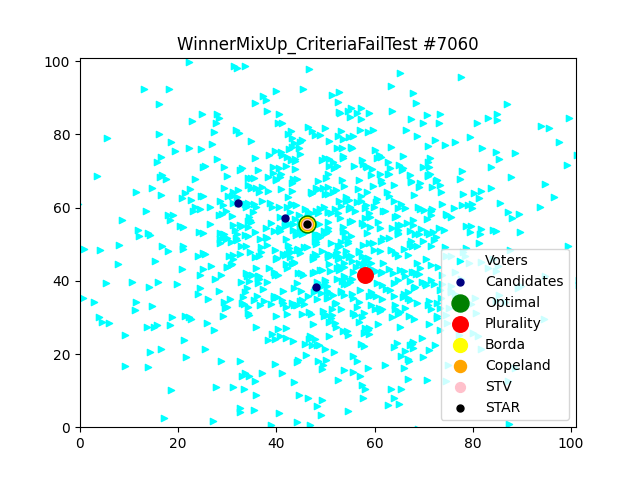 WinnerMixUp_CriteriaFailTest #7060
100
80
60
40
20
0
0
20
40
60
80
100
Voters
Candidates
Optimal
Plurality
Borda
Copeland
STV
STAR